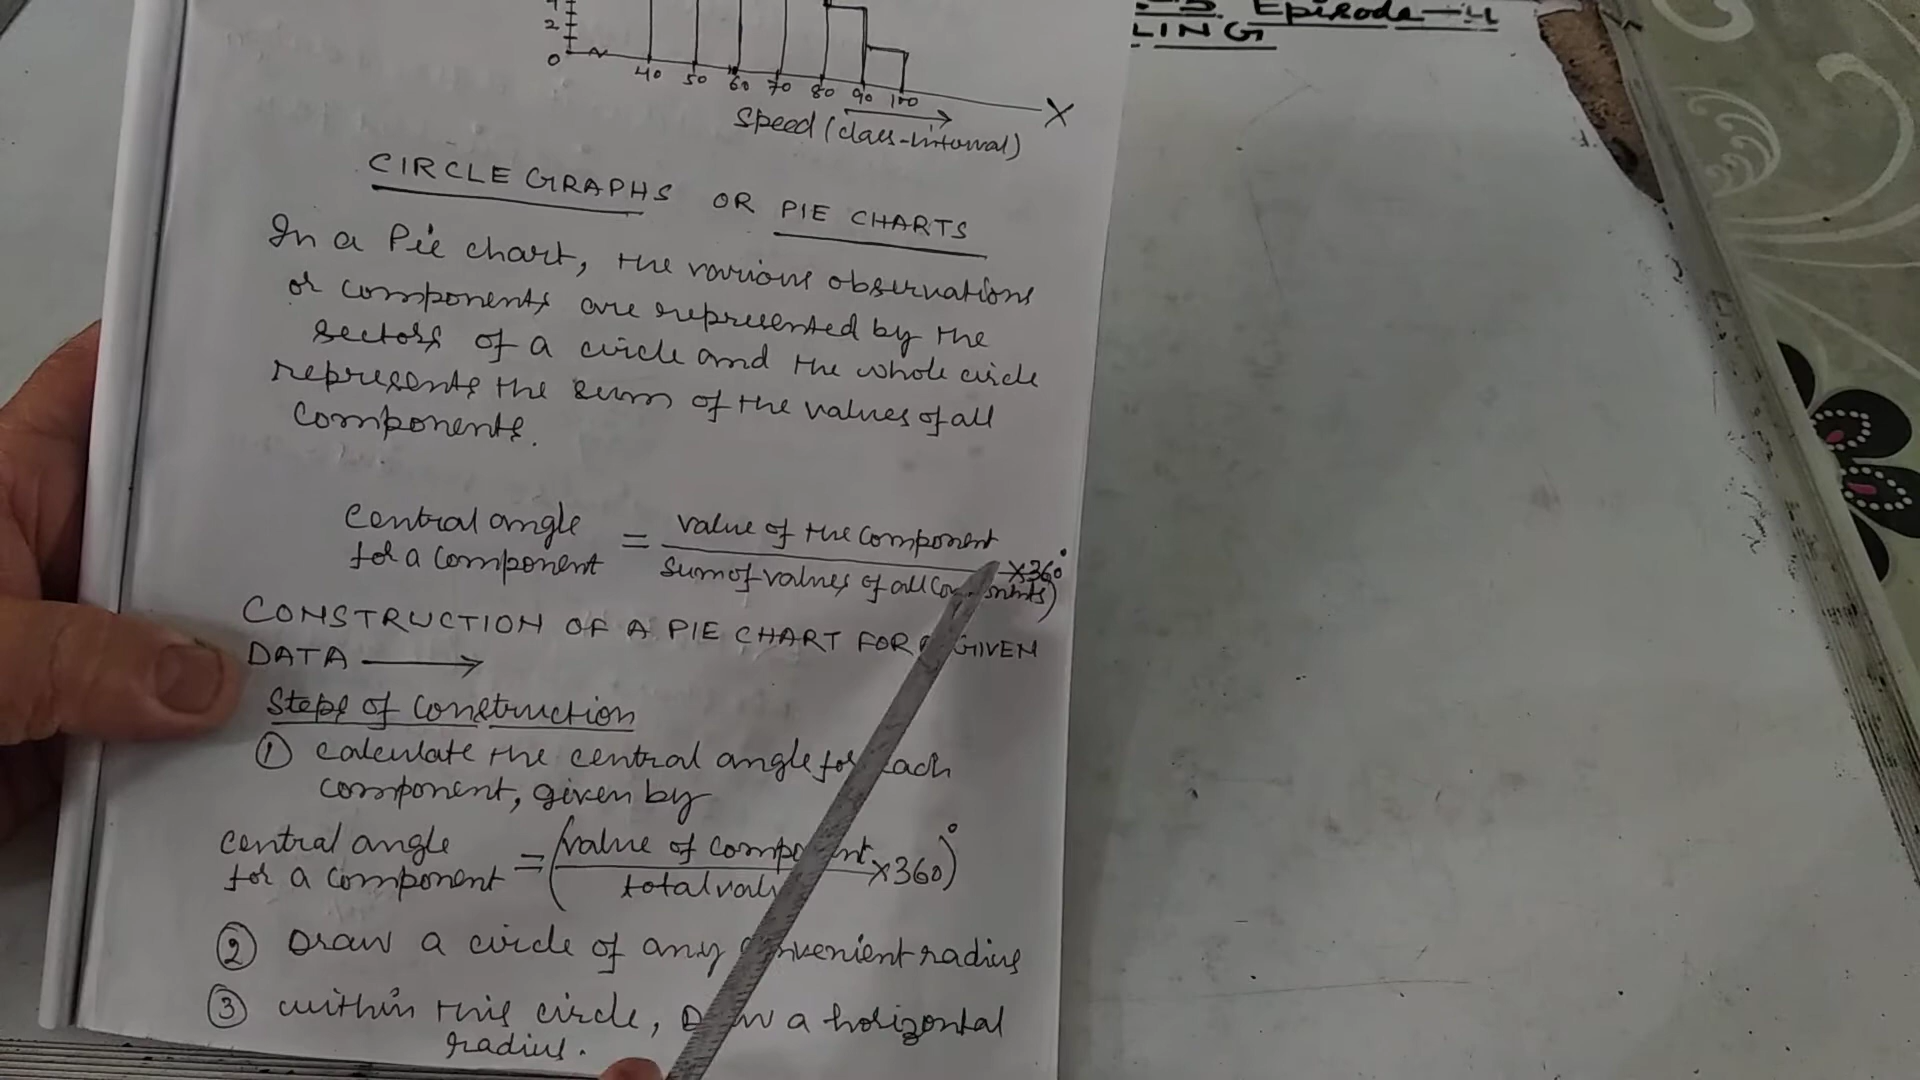 Episode-4
LING
2
0
40 50 60 70 80 90 100
X
Speed (class-interval)
CIRCLE GRAPHS OR PIE CHARTS
In a Pie chart, the various observations
or components are represented by the
sectors of a circle and the whole circle
represents the sum of the values of all
components.
central angle = value of the component
for a component sum of values of all components) ×360°
CONSTRUCTION OF A PIE CHART FOR GIVEN
DATA →
Steps of construction
① calculate the central angle for each
component, given by
central angle = (value of component ×360)°
for a component total
② Draw a circle of any convenient radius
③ within this circle, Draw a horizontal
radius.